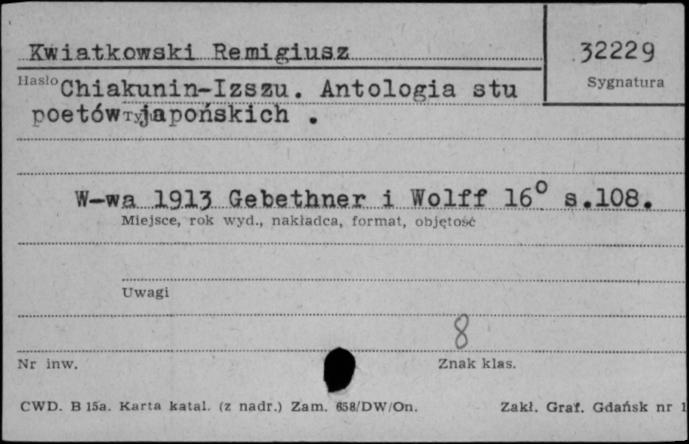 Kwiatkowski Remigiusz
32229
Sygnatura
Hasło Chiakunin-Izszu. Antologia stu
poetów japońskich .
W-wa 1913 Gebethner i Wolff 16° s.108.
Miejsce, rok wyd., nakładca, format, objętość
Uwagi
8
Nr inw.
Znak klas.
CWD. B 15a. Karta katal. (z nadr.) Zam. 658/DW/On.
Zakł. Graf. Gdańsk nr 1